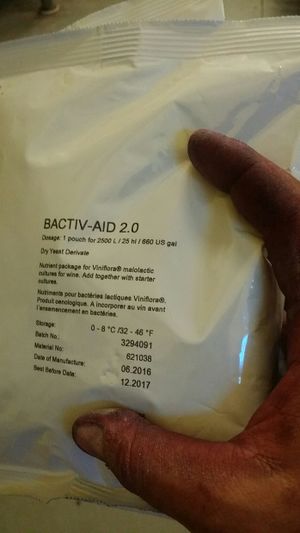 BACTIV-AID 2.0
Dosage: 1 pouch for 2500 L / 25 hl / 660 US gal
Dry Yeast Derivate
Nutrient package for Viniflora® malolactic
cultures for wine. Add together with starter
cultures.
Nutriments pour bactéries lactiques Viniflora®.
Produit oenologique. A incorporer au vin avant
l'ensemencement en bactéries.
Storage: 0 - 8 °C /32 - 46 °F
Batch No.: 3294091
Material No: 621038
Date of Manufacture: 06.2016
Best Before Date: 12.2017